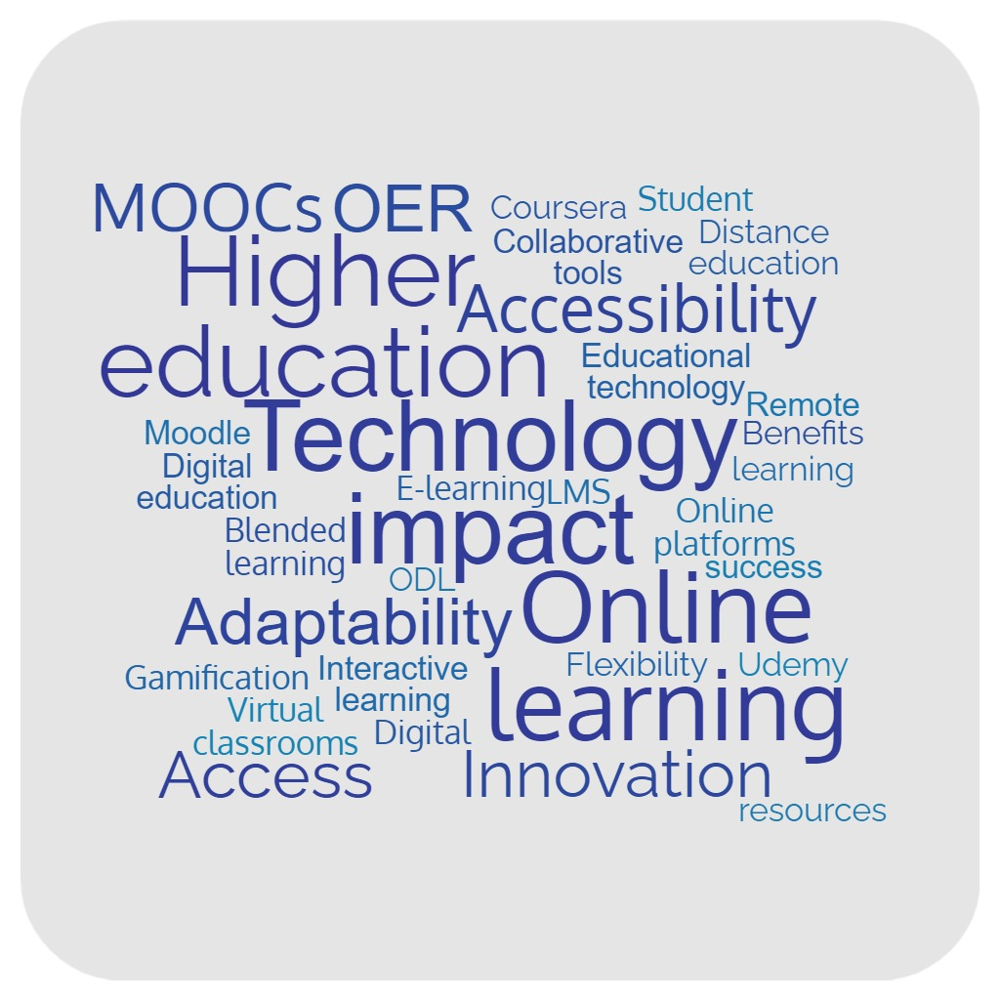 MOOCs OER Coursera Student
Higher Collaborative Distance
tools education
Accessibility
education Educational
technology
Technology Remote
Moodle Benefits
Digital learning
education E-learning LMS
Blended impact Online
learning platforms
ODL success
Adaptability Online
Gamification Interactive Flexibility Udemy
Virtual learning learning
classrooms Digital
Access Innovation
resources